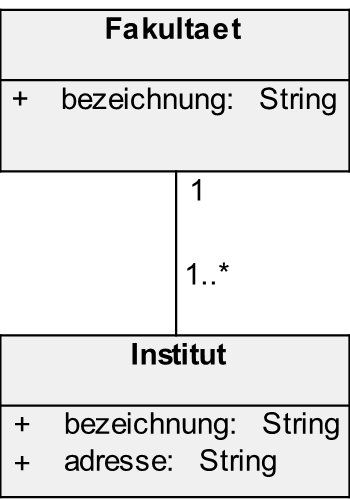 Fakultaet
+ bezeichnung: String
1
1..*
Institut
+ bezeichnung: String
+ adresse: String